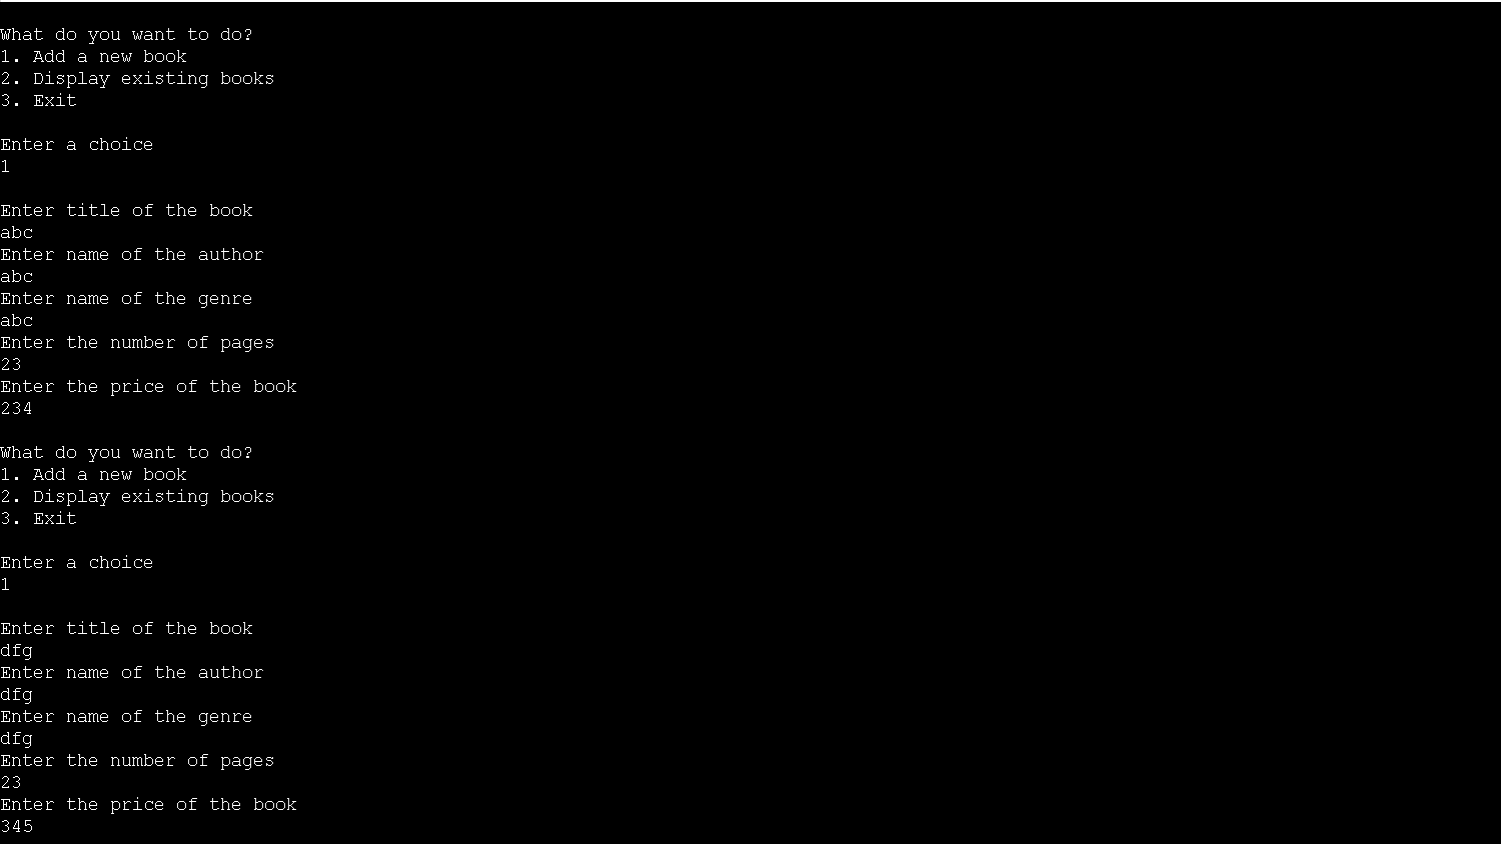 What do you want to do?
1. Add a new book
2. Display existing books
3. Exit
Enter a choice
1
Enter title of the book
abc
Enter name of the author
abc
Enter name of the genre
abc
Enter the number of pages
23
Enter the price of the book
234
What do you want to do?
1. Add a new book
2. Display existing books
3. Exit
Enter a choice
1
Enter title of the book
dfg
Enter name of the author
dfg
Enter name of the genre
dfg
Enter the number of pages
23
Enter the price of the book
345